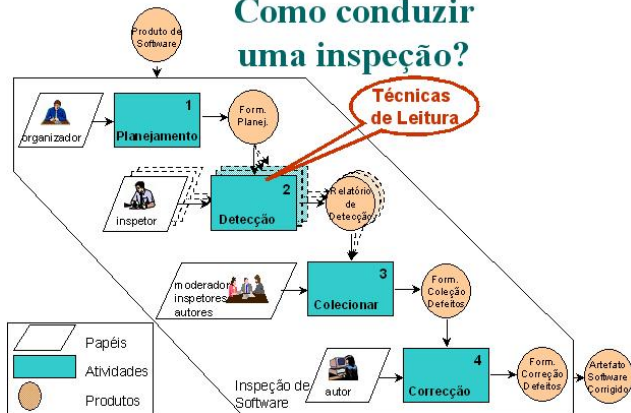 Como conduzir
uma inspeção?
Produto de
Software
Técnicas
de Leitura
organizador
1
Planejamento
Form.
Planej.
inspetor
2
Detecção
Relatório
de
Detecção
moderador
inspetores
autores
3
Colecionar
Form.
Coleção
Defeitos
autor
4
Correcção
Form.
Correção
Defeitos
Artefato
Software
Corrigido
Inspeção de
Software
Papéis
Atividades
Produtos